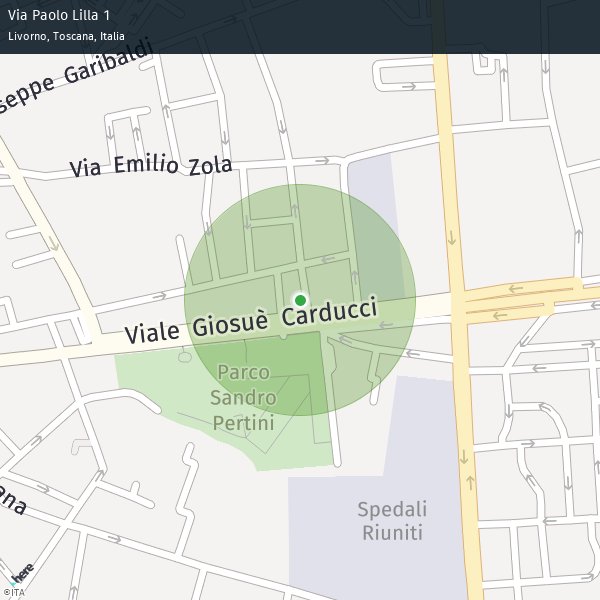 Via Paolo Lilla 1
Livorno, Toscana, Italia
seppe Garibaldi
Via Emilio Zola
Viale Giosuè Carducci
Parco
Sandro
Pertini
Spedali
Riuniti
ana
here
©ITA